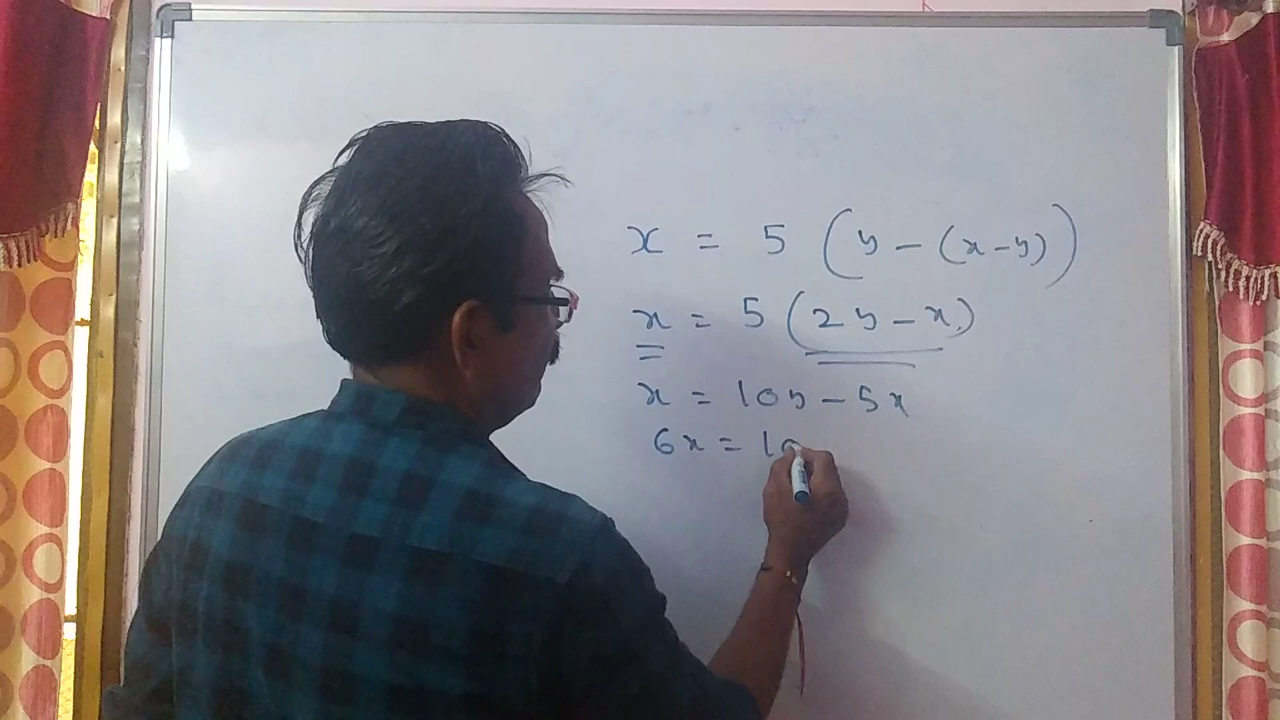 x = 5 (y - (x-y))
x = 5 (2y - x)
x = 10y - 5x
6x = 10